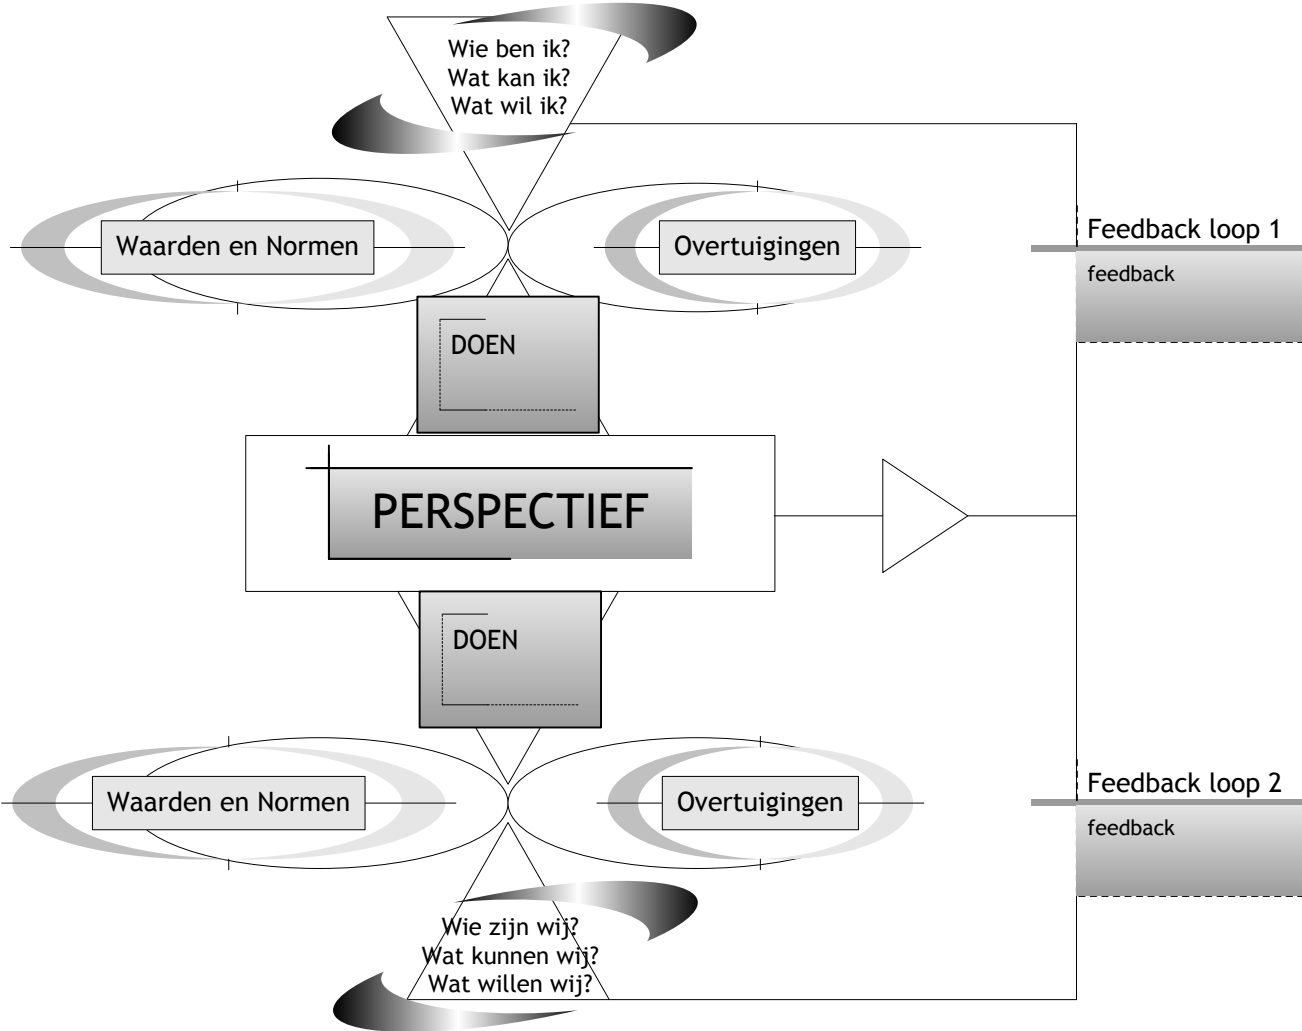 Wie ben ik?
Wat kan ik?
Wat wil ik?
Waarden en Normen
Overtuigingen
Feedback loop 1
feedback
DOEN
PERSPECTIEF
DOEN
Waarden en Normen
Overtuigingen
Feedback loop 2
feedback
Wie zijn wij?
Wat kunnen wij?
Wat willen wij?